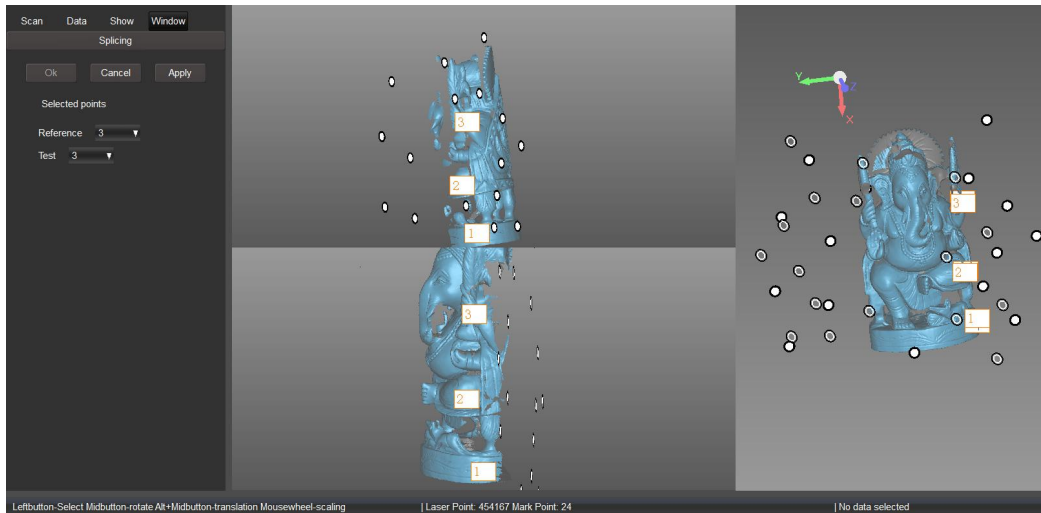 Scan Data Show Window
Splicing
Ok Cancel Apply
Selected points
Reference 3
Test 3
3
2
1
3
2
1
Y
Z
X
3
2
1
Leftbutton-Select Midbutton-rotate Alt+Midbutton-translation Mousewheel-scaling | Laser Point: 454167 Mark Point: 24 | No data selected